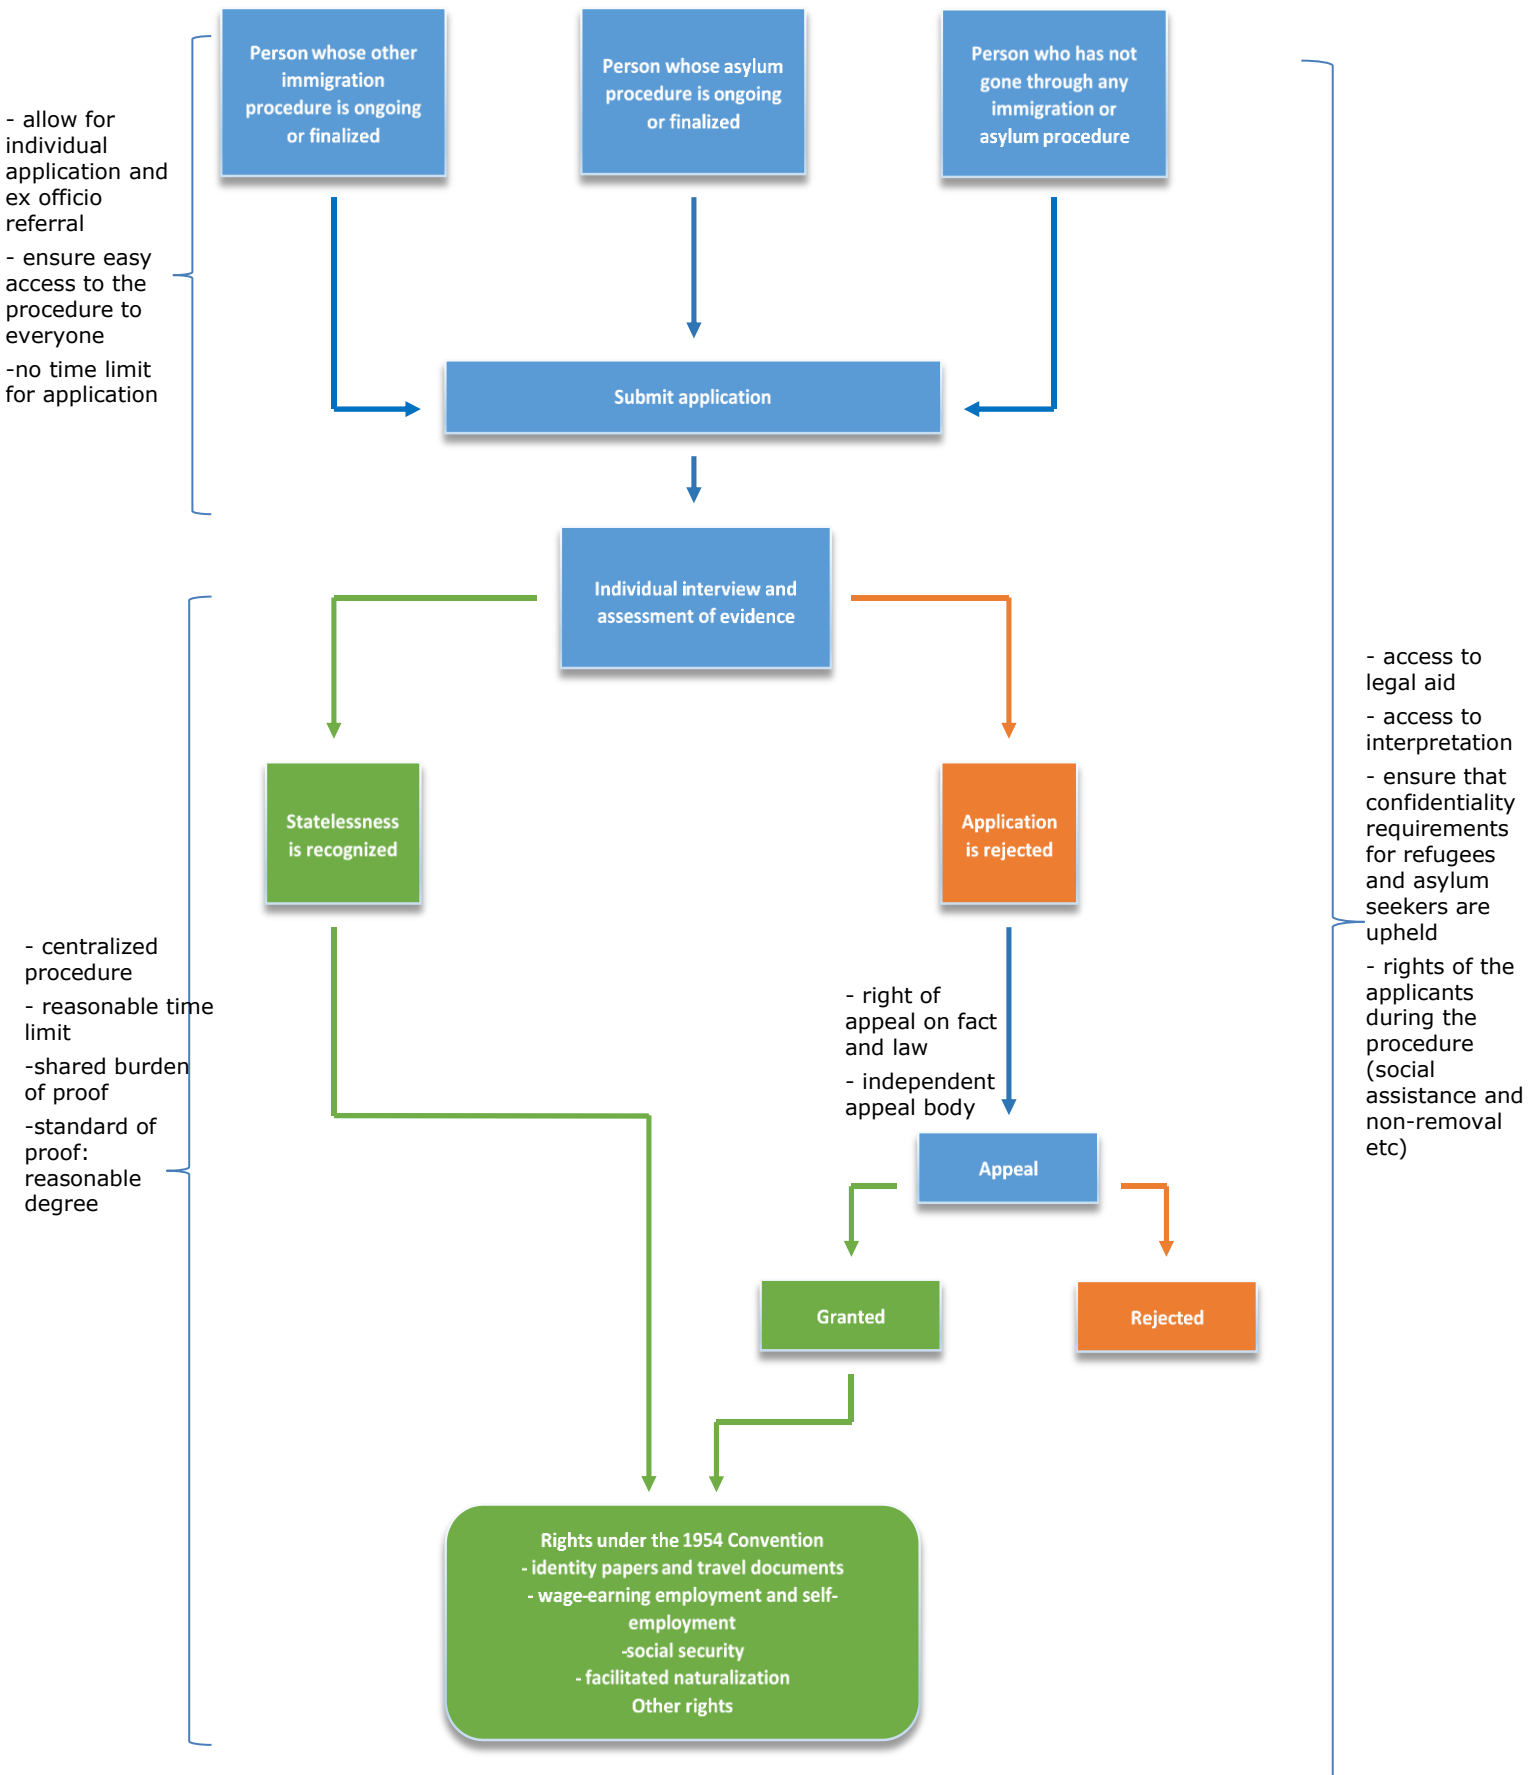 Person whose other
immigration
procedure is ongoing
or finalized
Person whose asylum
procedure is ongoing
or finalized
Person who has not
gone through any
immigration or
asylum procedure
- allow for
individual
application and
ex officio
referral
- ensure easy
access to the
procedure to
everyone
-no time limit
for application
Submit application
Individual interview and
assessment of evidence
Statelessness
is recognized
Application
is rejected
- access to
legal aid
- access to
interpretation
- ensure that
confidentiality
requirements
for refugees
and asylum
seekers are
upheld
- rights of the
applicants
during the
procedure
(social
assistance and
non-removal
etc)
- centralized
procedure
- reasonable time
limit
-shared burden
of proof
-standard of
proof:
reasonable
degree
- right of
appeal on fact
and law
- independent
appeal body
Appeal
Granted
Rejected
Rights under the 1954 Convention
- identity papers and travel documents
- wage-earning employment and self-
employment
-social security
- facilitated naturalization
Other rights